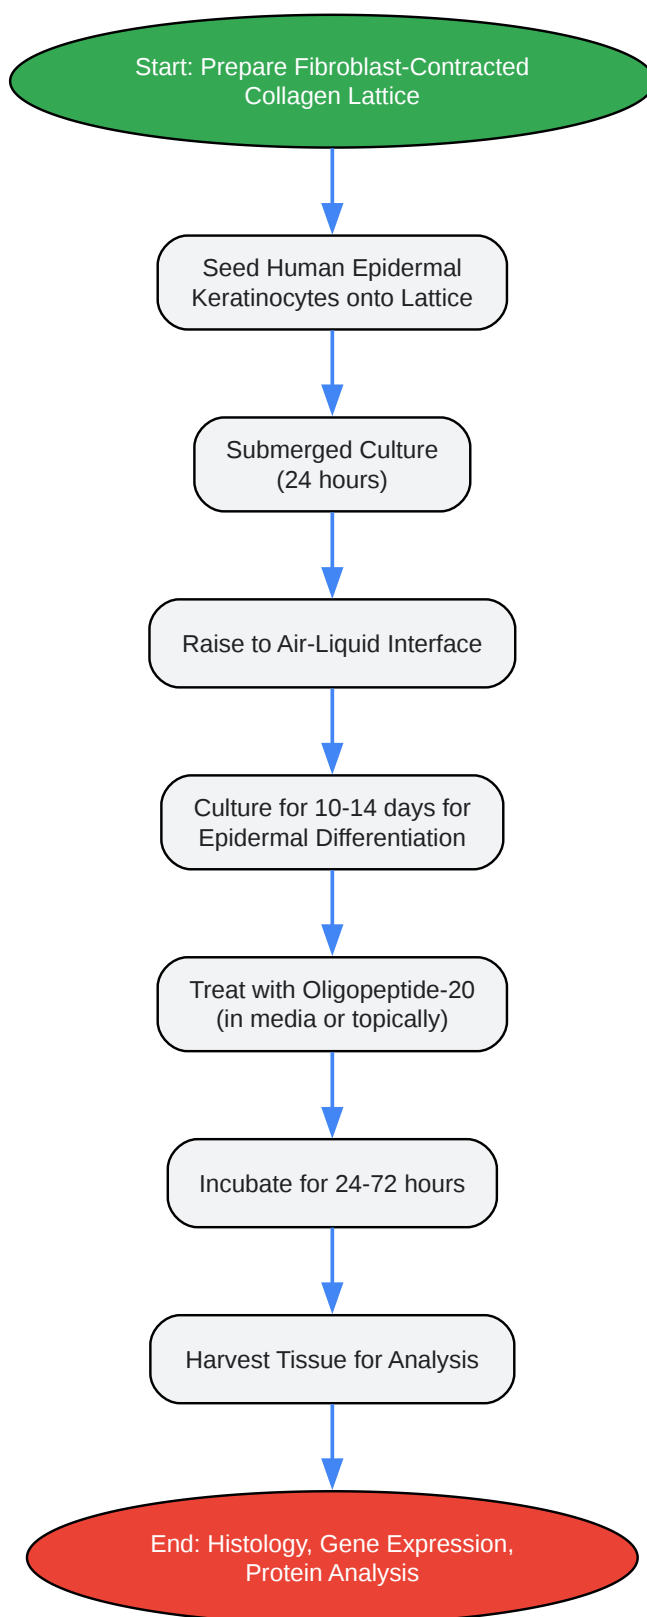 Start: Prepare Fibroblast-Contracted
Collagen Lattice
Seed Human Epidermal
Keratinocytes onto Lattice
Submerged Culture
(24 hours)
Raise to Air-Liquid Interface
Culture for 10-14 days for
Epidermal Differentiation
Treat with Oligopeptide-20
(in media or topically)
Incubate for 24-72 hours
Harvest Tissue for Analysis
End: Histology, Gene Expression,
Protein Analysis